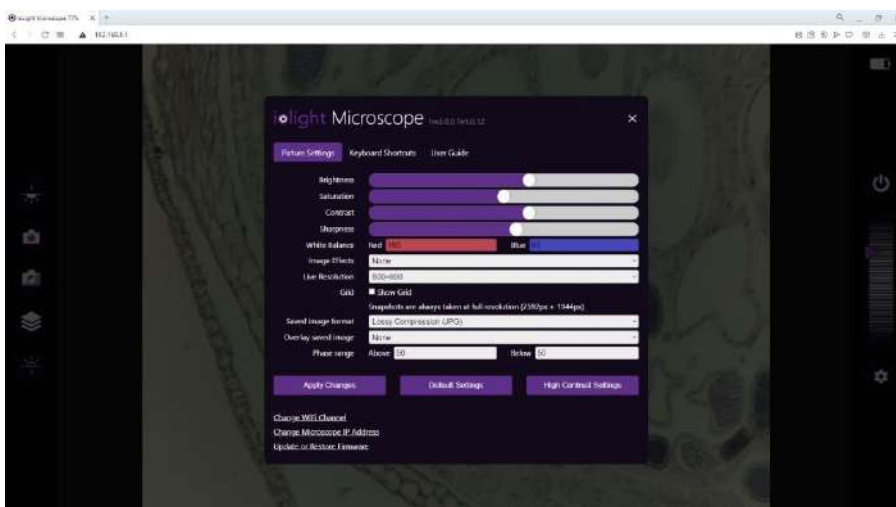 iolight Microscope
Picture Settings Keyboard Shortcuts User Guide
Brightness
Saturation
Contrast
Sharpness
White Balance Red Blue
Image Effects None
Live Resolution 800×600
Grid Show Grid
Snapshots are always taken at full resolution (2592px × 1944px)
Saved image format Lossy Compression (JPG)
Overlay saved image None
Phase range Above 50 Below 50
Apply Changes Default Settings High Contrast Settings
Change WiFi Channel
Change Microscope IP Address
Update or Restore Firmware